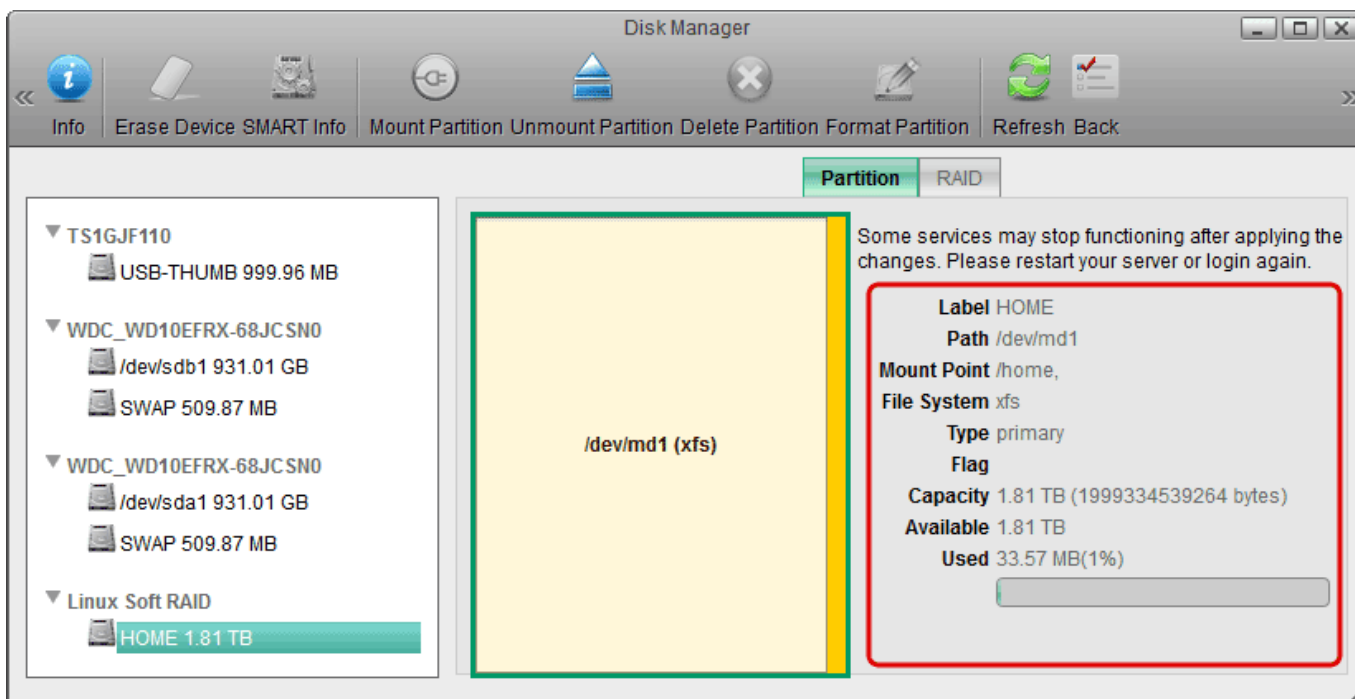 Disk Manager
Info Erase Device SMART Info Mount Partition Unmount Partition Delete Partition Format Partition Refresh Back
Partition RAID
TS1GJF110
USB-THUMB 999.96 MB
WDC_WD10EFRX-68JCSN0
/dev/sdb1 931.01 GB
SWAP 509.87 MB
WDC_WD10EFRX-68JCSN0
/dev/sda1 931.01 GB
SWAP 509.87 MB
Linux Soft RAID
HOME 1.81 TB
/dev/md1 (xfs)
Some services may stop functioning after applying the
changes. Please restart your server or login again.
Label HOME
Path /dev/md1
Mount Point /home,
File System xfs
Type primary
Flag
Capacity 1.81 TB (1999334539264 bytes)
Available 1.81 TB
Used 33.57 MB(1%)